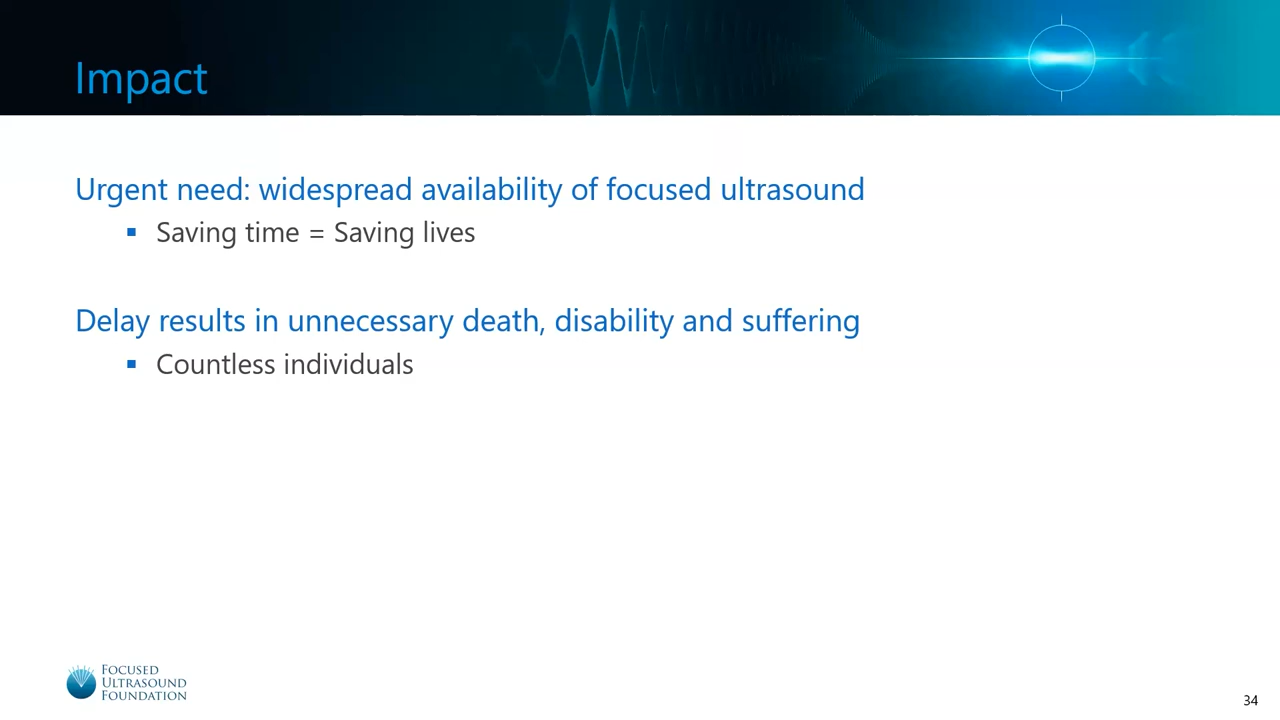 Impact
Urgent need: widespread availability of focused ultrasound
▪ Saving time = Saving lives
Delay results in unnecessary death, disability and suffering
▪ Countless individuals
FOCUSED
ULTRASOUND
FOUNDATION
34